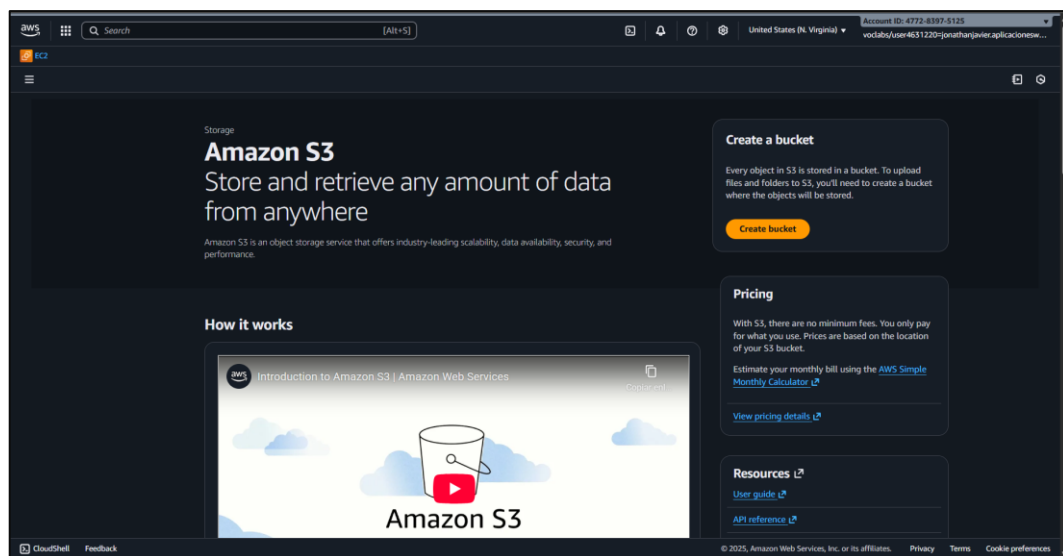 aws
Search
[Alt+S]
United States (N. Virginia)
Account ID: 4772-8397-5125
voclabs/user4631220=jonathanjavier.aplicacionesw...
EC2
Storage
Amazon S3
Store and retrieve any amount of data
from anywhere
Amazon S3 is an object storage service that offers industry-leading scalability, data availability, security, and
performance.
Create a bucket
Every object in S3 is stored in a bucket. To upload
files and folders to S3, you'll need to create a bucket
where the objects will be stored.
Create bucket
Pricing
With S3, there are no minimum fees. You only pay
for what you use. Prices are based on the location
of your S3 bucket.
Estimate your monthly bill using the AWS Simple
Monthly Calculator
View pricing details
Resources
User guide
API reference
How it works
aws
Introduction to Amazon S3 | Amazon Web Services
Amazon S3
CloudShell
Feedback
© 2025, Amazon Web Services, Inc. or its affiliates.
Privacy
Terms
Cookie preferences